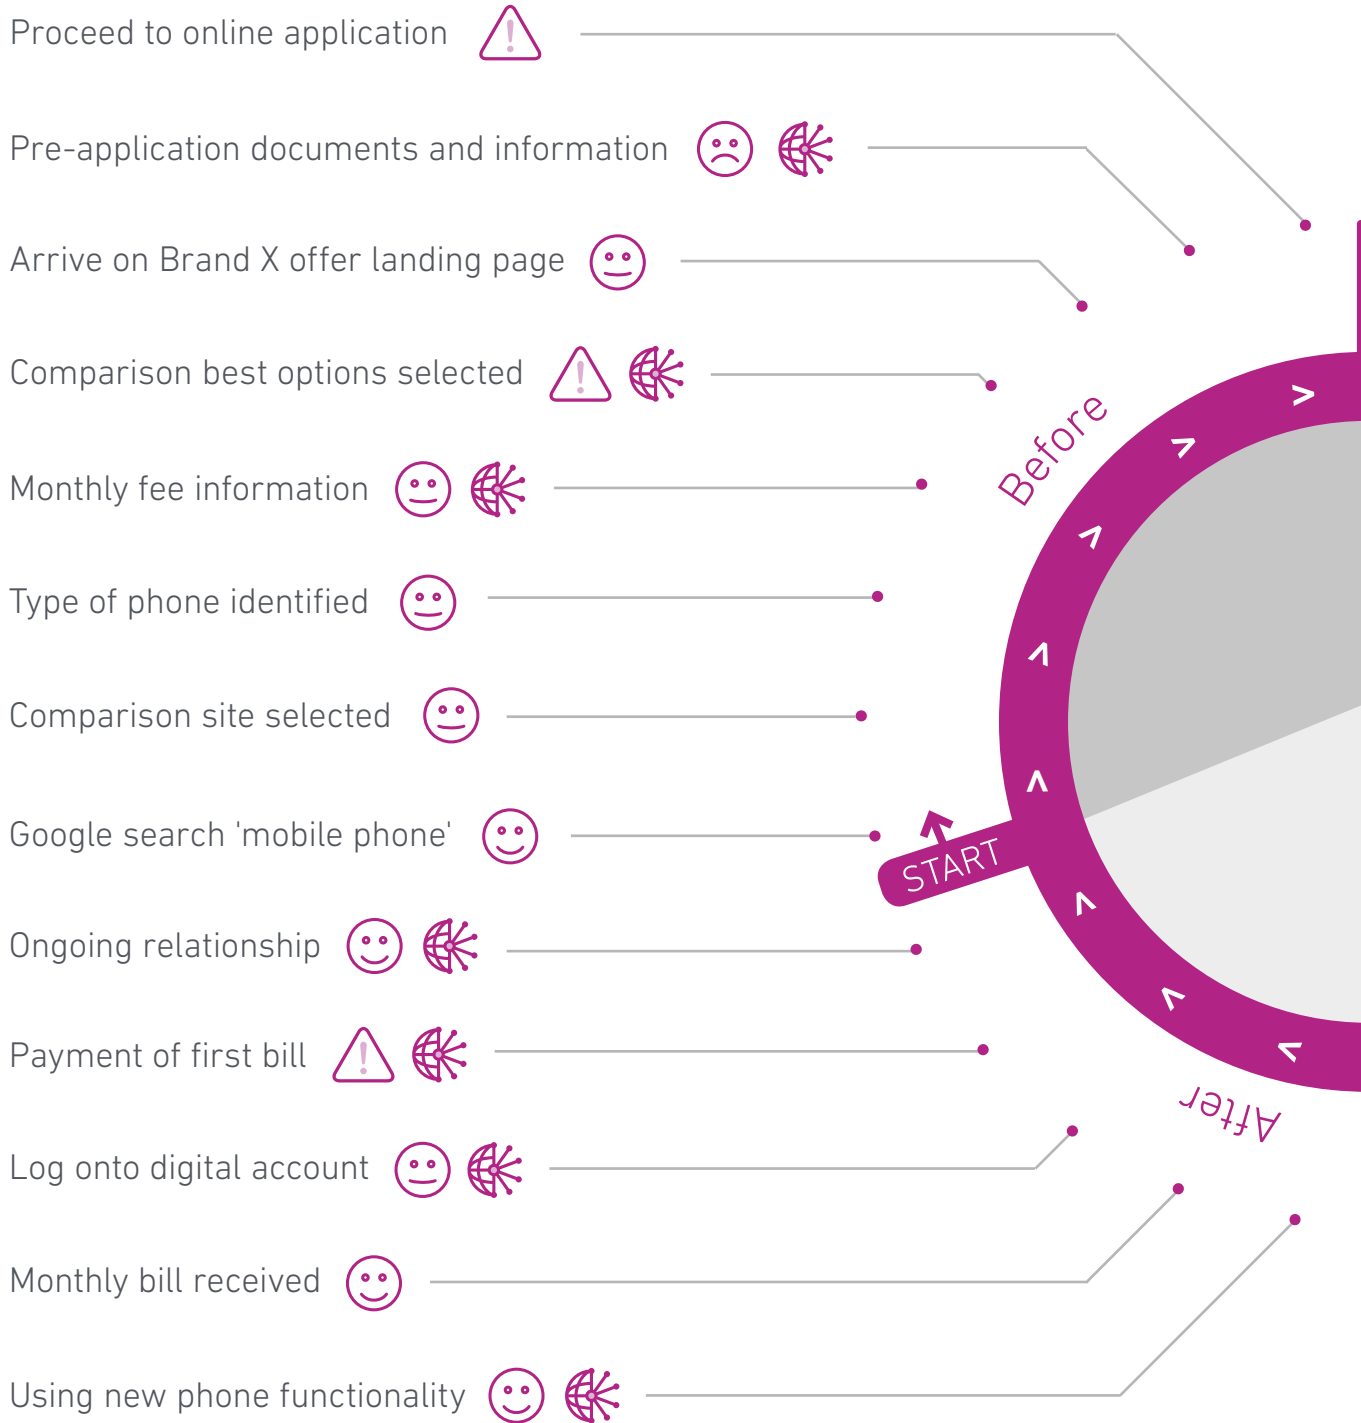 Proceed to online application
Pre-application documents and information
Arrive on Brand X offer landing page
Comparison best options selected
Before
Monthly fee information
Type of phone identified
Comparison site selected
Google search 'mobile phone'
START
Ongoing relationship
Payment of first bill
After
Log onto digital account
Monthly bill received
Using new phone functionality